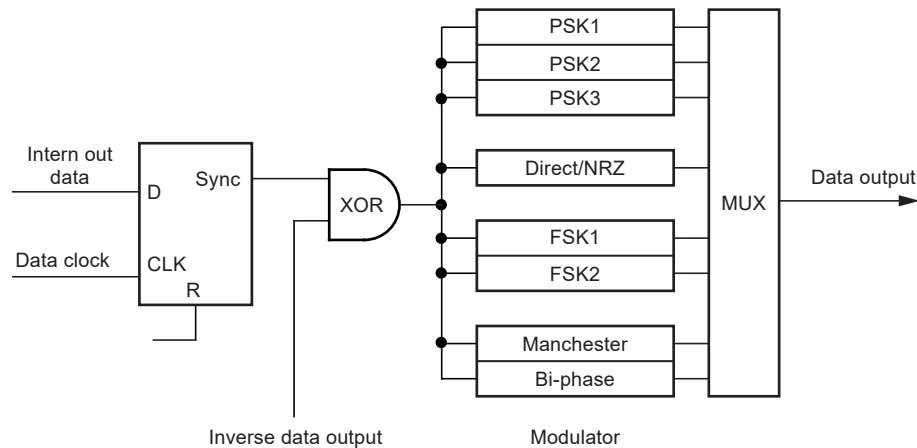 PSK1
PSK2
PSK3
Intern out
data
D
Sync
XOR
Direct/NRZ
MUX
Data output
Data clock
CLK
R
FSK1
FSK2
Manchester
Bi-phase
Inverse data output
Modulator